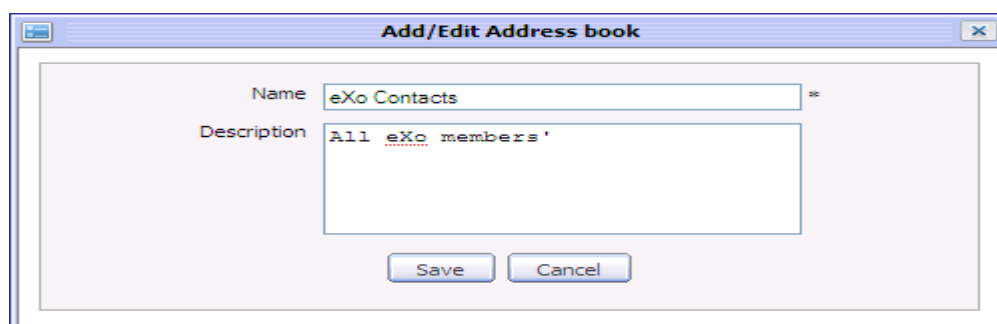 Add/Edit Address book
Name eXo Contacts *
Description All eXo members'
Save Cancel